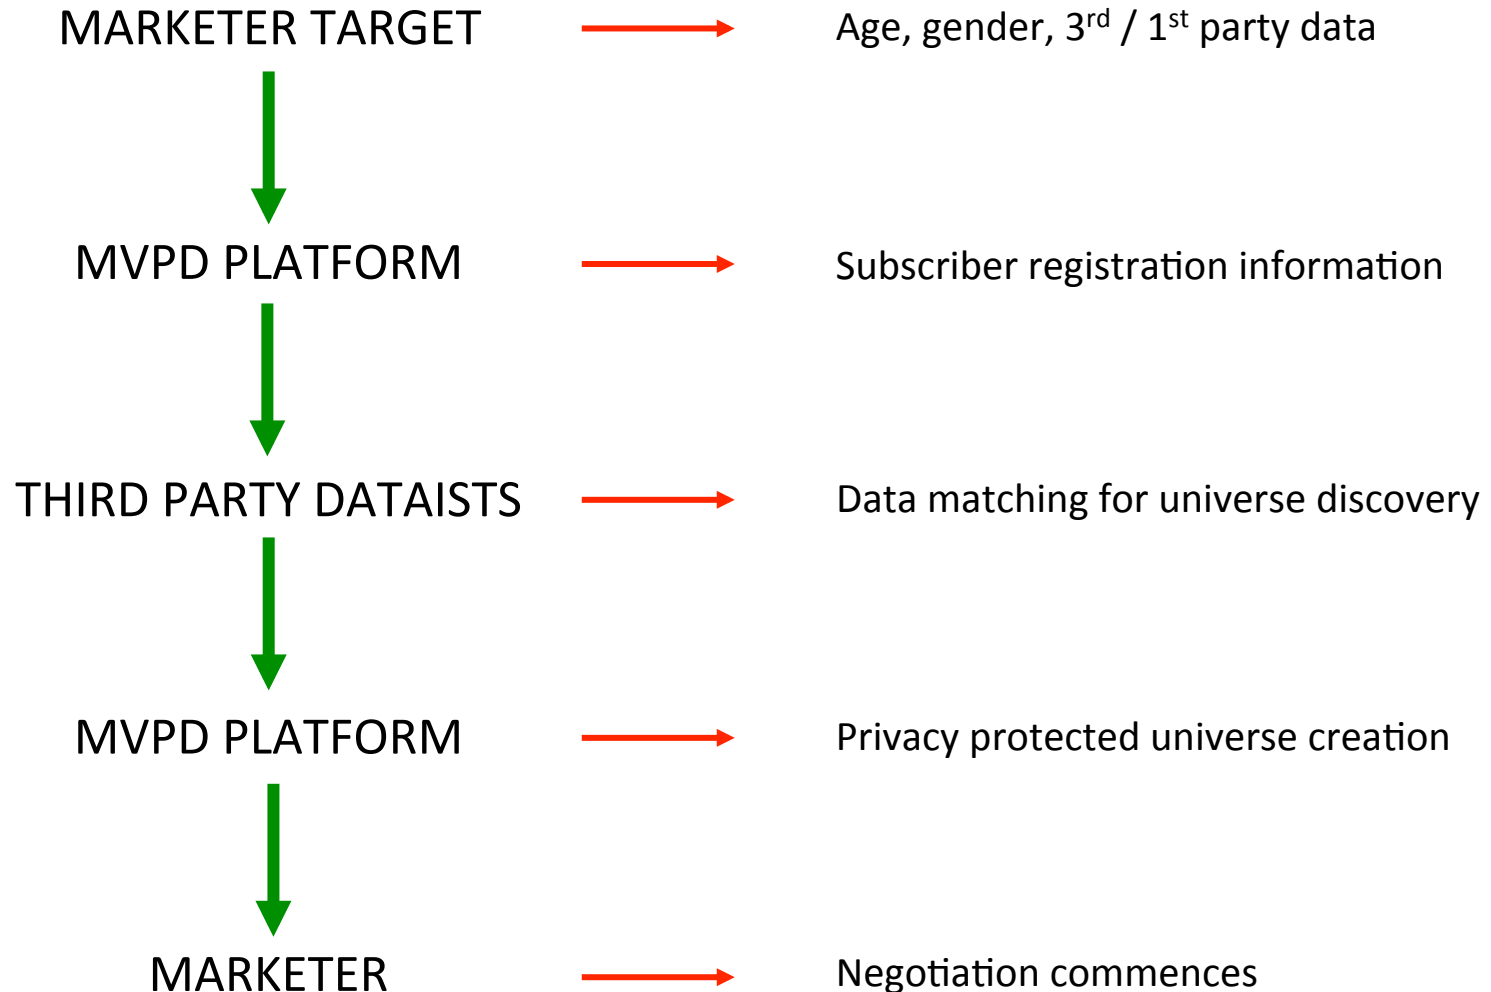 MARKETER TARGET Age, gender, 3rd / 1st party data
MVPD PLATFORM Subscriber registration information
THIRD PARTY DATAISTS Data matching for universe discovery
MVPD PLATFORM Privacy protected universe creation
MARKETER Negotiation commences